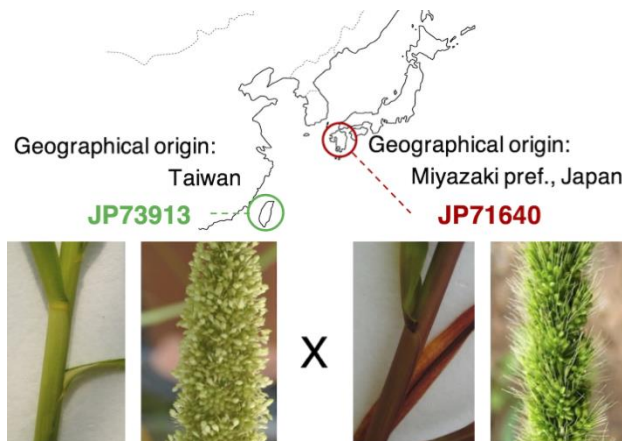 Geographical origin:
Taiwan
JP73913
Geographical origin:
Miyazaki pref., Japan
JP71640
X